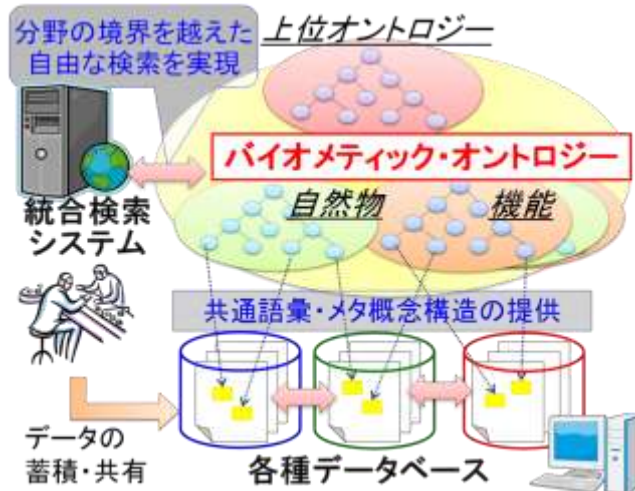 分野の境界を越えた
自由な検索を実現
上位オントロジー
バイオメティック・オントロジー
統合検索
システム
自然物
機能
共通語彙・メタ概念構造の提供
データの
蓄積・共有
各種データベース